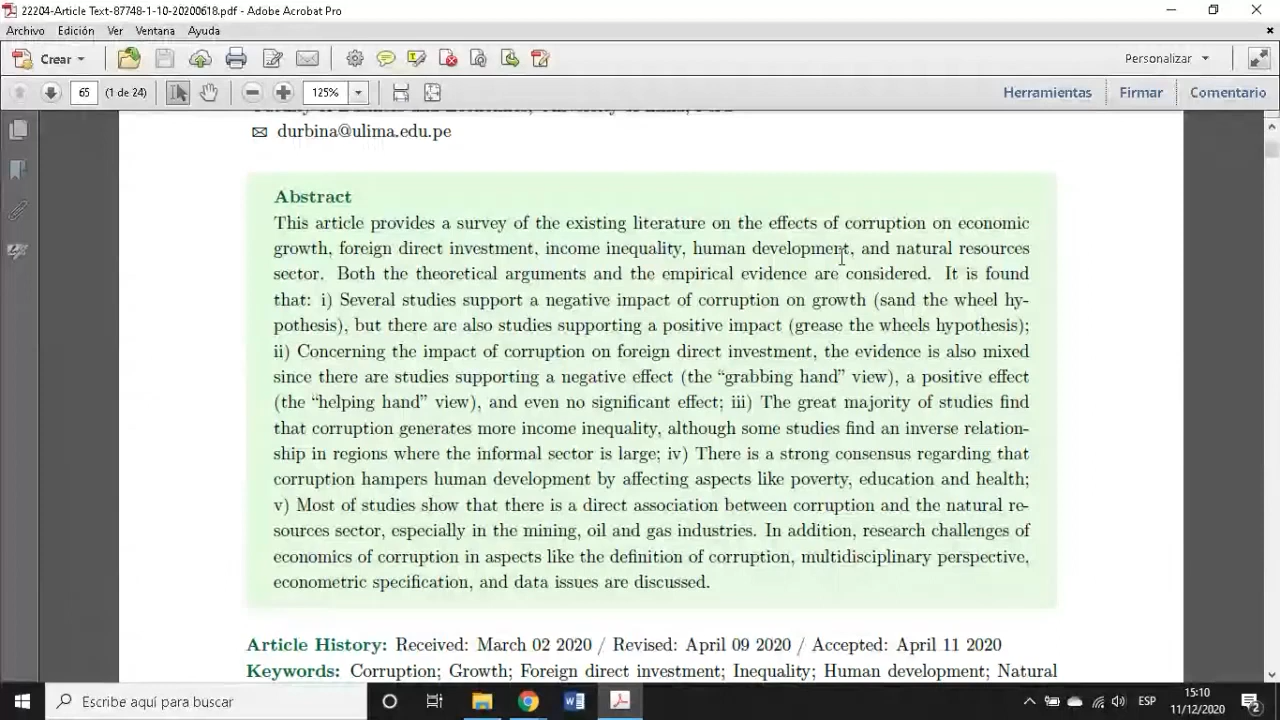 22204-Article Text-87748-1-10-20200618.pdf - Adobe Acrobat Pro
Archivo Edición Ver Ventana Ayuda
Crear Personalizar
65 (1 de 24) 125% Herramientas Firmar Comentario
durbina@ulima.edu.pe
Abstract
This article provides a survey of the existing literature on the effects of corruption on economic
growth, foreign direct investment, income inequality, human development, and natural resources
sector. Both the theoretical arguments and the empirical evidence are considered. It is found
that: i) Several studies support a negative impact of corruption on growth (sand the wheel hy-
pothesis), but there are also studies supporting a positive impact (grease the wheels hypothesis);
ii) Concerning the impact of corruption on foreign direct investment, the evidence is also mixed
since there are studies supporting a negative effect (the “grabbing hand” view), a positive effect
(the “helping hand” view), and even no significant effect; iii) The great majority of studies find
that corruption generates more income inequality, although some studies find an inverse relation-
ship in regions where the informal sector is large; iv) There is a strong consensus regarding that
corruption hampers human development by affecting aspects like poverty, education and health;
v) Most of studies show that there is a direct association between corruption and the natural re-
sources sector, especially in the mining, oil and gas industries. In addition, research challenges of
economics of corruption in aspects like the definition of corruption, multidisciplinary perspective,
econometric specification, and data issues are discussed.
Article History: Received: March 02 2020 / Revised: April 09 2020 / Accepted: April 11 2020
Keywords: Corruption; Growth; Foreign direct investment; Inequality; Human development; Natural
Escribe aquí para buscar
ESP
15:10
11/12/2020
2